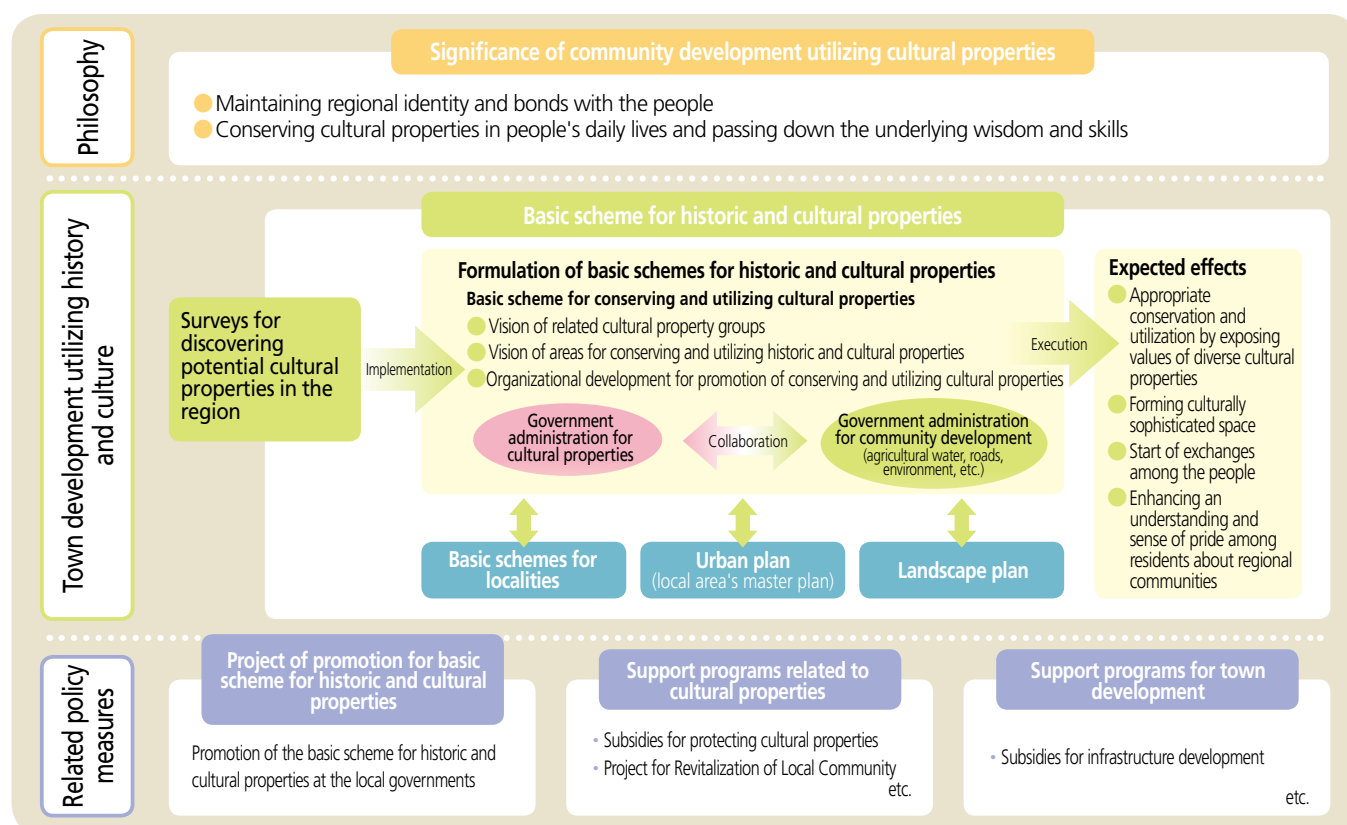 Philosophy
Significance of community development utilizing cultural properties
Maintaining regional identity and bonds with the people
Conserving cultural properties in people's daily lives and passing down the underlying wisdom and skills
Town development utilizing history
and culture
Basic scheme for historic and cultural properties
Surveys for
discovering
potential cultural
properties in the
region
Implementation
Formulation of basic schemes for historic and cultural properties
Basic scheme for conserving and utilizing cultural properties
Vision of related cultural property groups
Vision of areas for conserving and utilizing historic and cultural properties
Organizational development for promotion of conserving and utilizing cultural properties
Government
administration for
cultural properties
Collaboration
Government administration
for community development
(agricultural water, roads,
environment, etc.)
Execution
Expected effects
Appropriate
conservation and
utilization by exposing
values of diverse cultural
properties
Forming culturally
sophisticated space
Start of exchanges
among the people
Enhancing an
understanding and
sense of pride among
residents about regional
communities
Basic schemes for
localities
Urban plan
(local area's master plan)
Landscape plan
Related policy
measures
Project of promotion for basic
scheme for historic and cultural
properties
Promotion of the basic scheme for historic and
cultural properties at the local governments
Support programs related to
cultural properties
• Subsidies for protecting cultural properties
• Project for Revitalization of Local Community
etc.
Support programs for town
development
• Subsidies for infrastructure development
etc.